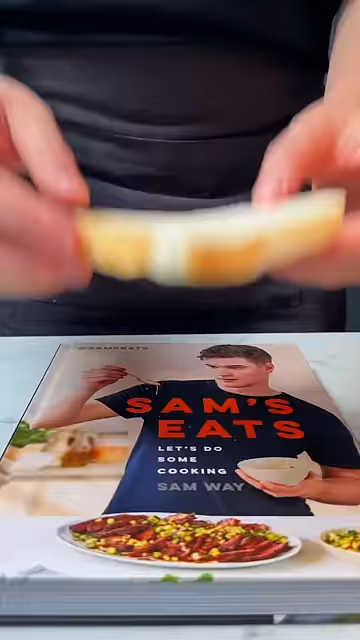 @SAMSEATS
SAM'S
EATS
LET'S DO
SOME
COOKING
SAM WAY